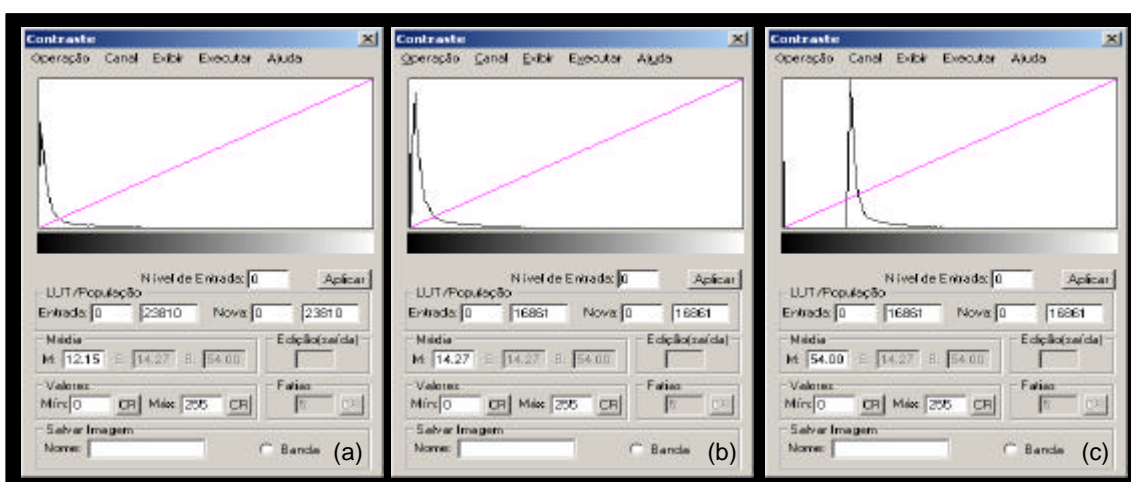 Contraste
Operação Canal Exibir Executar Ajuda
Nível de Entrada: 0 Aplicar
LUT/População
Entrada: 0 23810 Nova: 0 23810
Média
M: 12.15 14.27 54.00
Edição(saída)
Valores
Mín: 0 CR Máx: 255 CR
Fatias
Salvar Imagem
Nome: Banda (a)
Contraste
Operação Canal Exibir Executar Ajuda
Nível de Entrada: 0 Aplicar
LUT/População
Entrada: 0 16861 Nova: 0 16861
Média
M: 14.27 14.27 54.00
Edição(saída)
Valores
Mín: 0 CR Máx: 255 CR
Fatias
Salvar Imagem
Nome: Banda (b)
Contraste
Operação Canal Exibir Executar Ajuda
Nível de Entrada: 0 Aplicar
LUT/População
Entrada: 0 16861 Nova: 0 16861
Média
M: 54.00 14.27 54.00
Edição(saída)
Valores
Mín: 0 CR Máx: 255 CR
Fatias
Salvar Imagem
Nome: Banda (c)